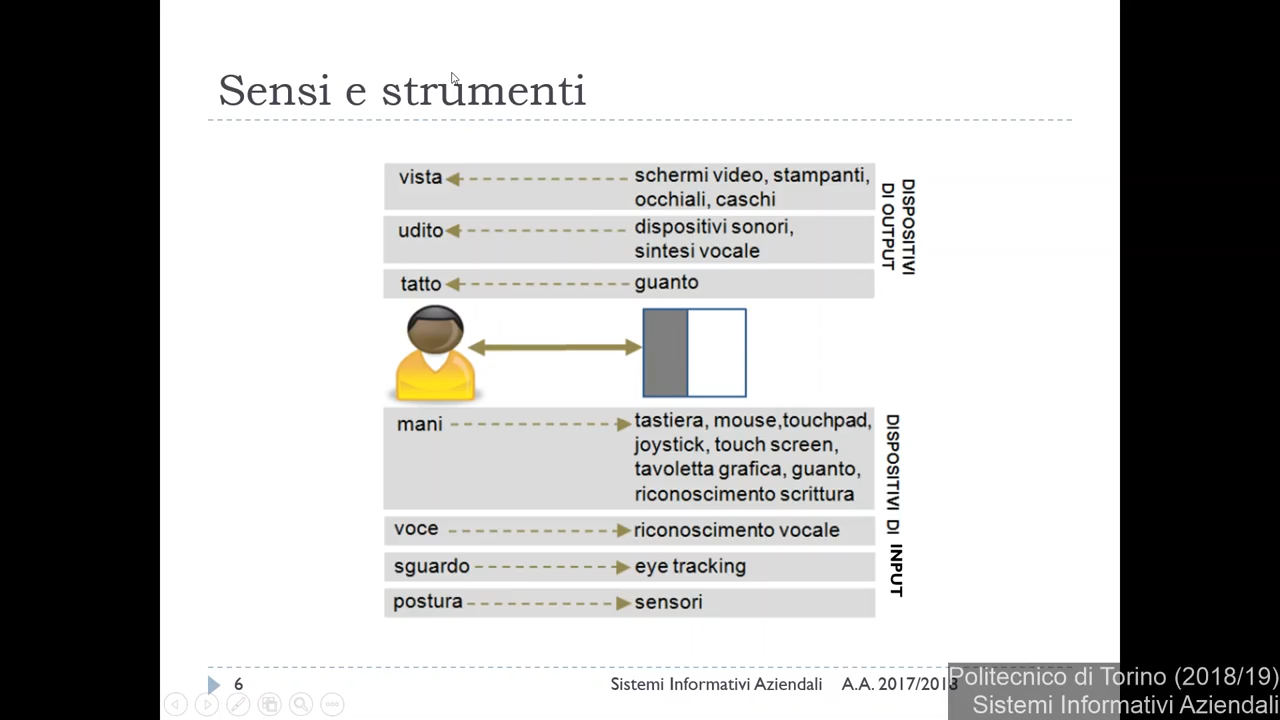 Sensi e strumenti
vista
schermi video, stampanti,
occhiali, caschi
udito
dispositivi sonori,
sintesi vocale
tatto
guanto
DISPOSITIVI
DI OUTPUT
mani
tastiera, mouse,touchpad,
joystick, touch screen,
tavoletta grafica, guanto,
riconoscimento scrittura
voce
riconoscimento vocale
sguardo
eye tracking
postura
sensori
DISPOSITIVI DI INPUT
6
Sistemi Informativi Aziendali
A.A. 2017/2018
Politecnico di Torino (2018/19)
Sistemi Informativi Aziendali